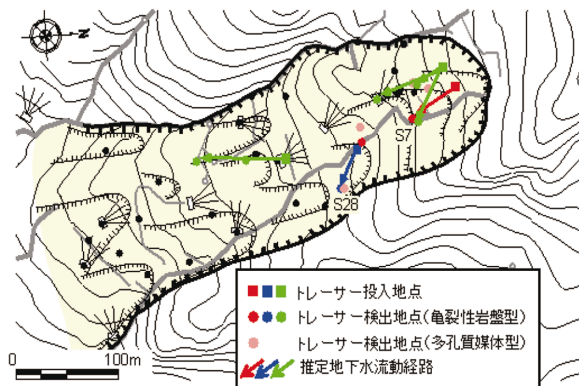 N
S7
S28
トレーサー投入地点
トレーサー検出地点(亀裂性岩盤型)
トレーサー検出地点(多孔質媒体型)
推定地下水流動経路
0 100m